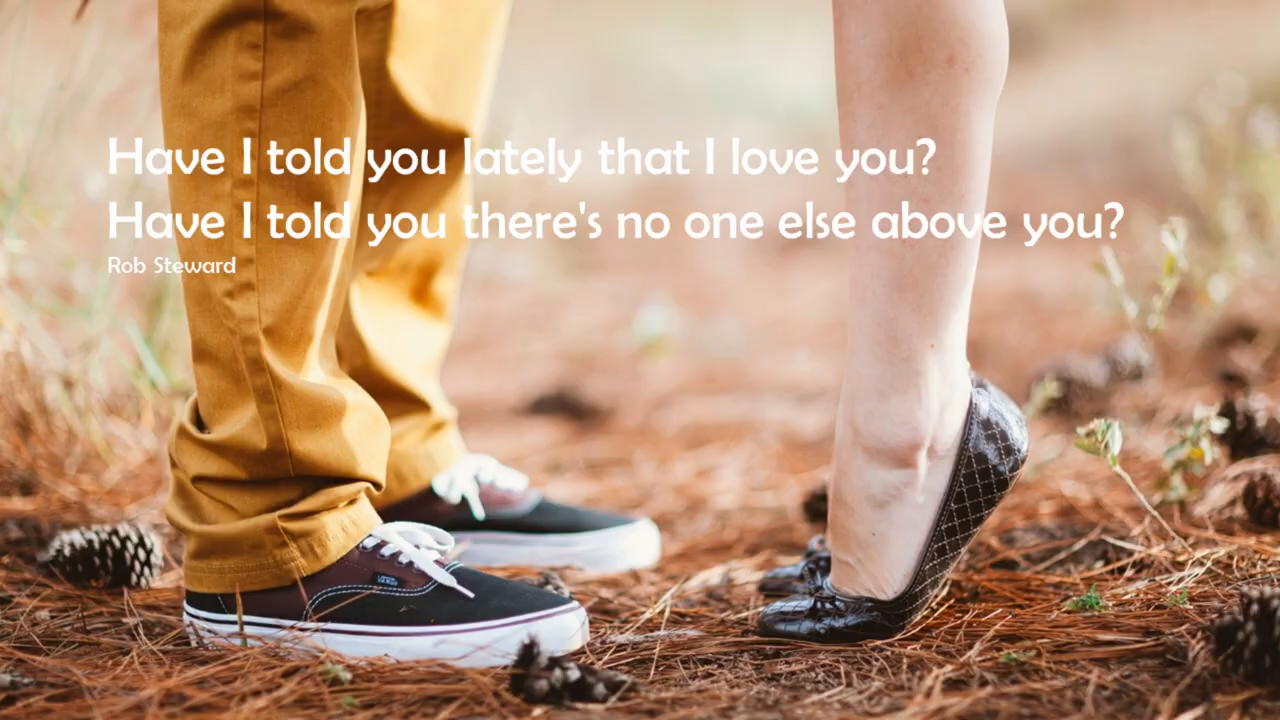 Have I told you lately that I love you?
Have I told you there's no one else above you?
Rob Steward